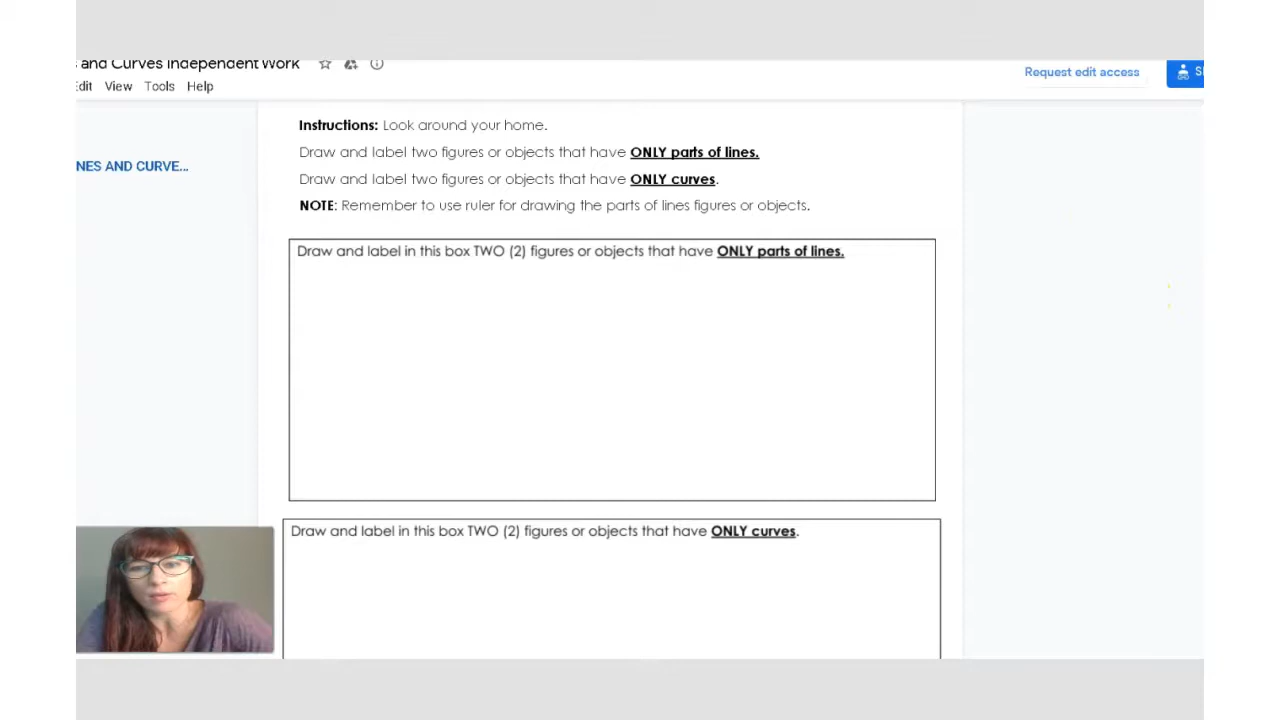 and Curves Independent Work
View Tools Help
Request edit access
NES AND CURVE...
Instructions: Look around your home.
Draw and label two figures or objects that have ONLY parts of lines.
Draw and label two figures or objects that have ONLY curves.
NOTE: Remember to use ruler for drawing the parts of lines figures or objects.
Draw and label in this box TWO (2) figures or objects that have ONLY parts of lines.
Draw and label in this box TWO (2) figures or objects that have ONLY curves.